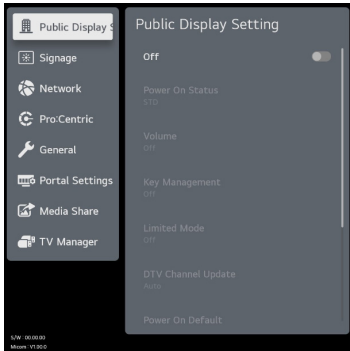 Public Display S
Signage
Network
Pro:Centric
General
Portal Settings
Media Share
TV Manager
Public Display Setting
Off
Power On Status
STD
Volume
Off
Key Management
Off
Limited Mode
Off
DTV Channel Update
Auto
Power On Default
S/W : 00.00.00
Micom : V1.00.0